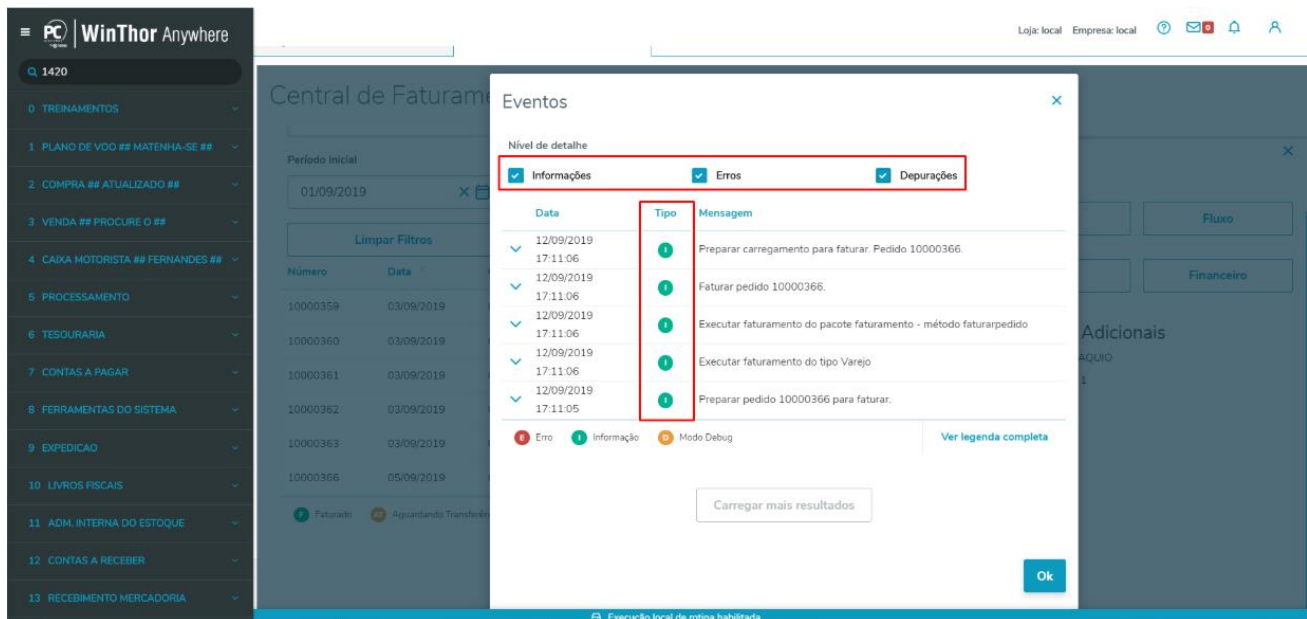 PC WinThor Anywhere
Loja: local Empresa: local
0
1420
0 TREINAMENTOS
1 PLANO DE VOO ## MATENHA-SE ##
2 COMPRA ## ATUALIZADO ##
3 VENDA ## PROCURE O ##
4 CAIXA MOTORISTA ## FERNANDES ##
5 PROCESSAMENTO
6 TESOURARIA
7 CONTAS A PAGAR
8 FERRAMENTAS DO SISTEMA
9 EXPEDICAO
10 LIVROS FISCAIS
11 ADM. INTERNA DO ESTOQUE
12 CONTAS A RECEBER
13 RECEBIMENTO MERCADORIA
Central de Faturame
Período inicial
01/09/2019
Limpar Filtros
Número Data
10000359 03/09/2019
10000360 03/09/2019
10000361 03/09/2019
10000362 03/09/2019
10000363 03/09/2019
10000366 05/09/2019
F Faturado AT Aguardando Transferên
Eventos
Nível de detalhe
Informações Erros Depurações
Data Tipo Mensagem
12/09/2019
17:11:06 I Preparar carregamento para faturar. Pedido 10000366.
12/09/2019
17:11:06 I Faturar pedido 10000366.
12/09/2019
17:11:06 I Executar faturamento do pacote faturamento - método faturarpedido
12/09/2019
17:11:06 I Executar faturamento do tipo Varejo
12/09/2019
17:11:05 I Preparar pedido 10000366 para faturar.
E Erro I Informação D Modo Debug Ver legenda completa
Carregar mais resultados
Ok
Fluxo
Financeiro
Adicionais
AQUIO
1
Execução local de rotina habilitada